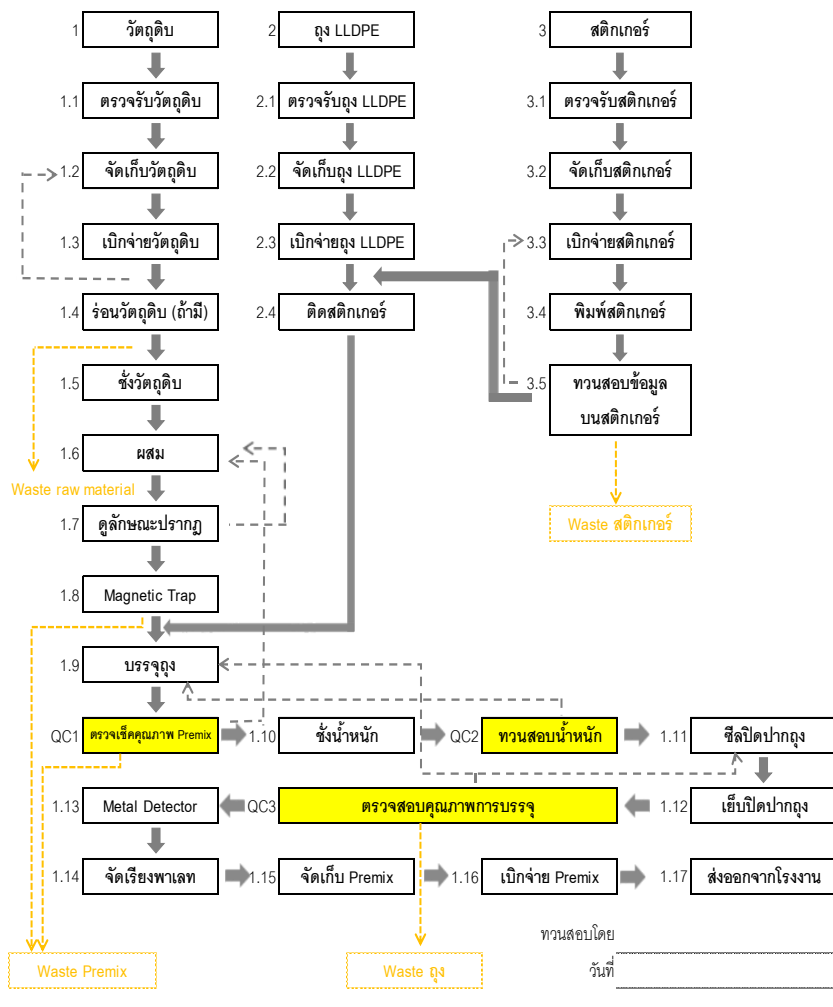 1 วัตถุดิบ 2 ถุง LLDPE 3 สติกเกอร์
1.1 ตรวจรับวัตถุดิบ 2.1 ตรวจรับถุง LLDPE 3.1 ตรวจรับสติกเกอร์
1.2 จัดเก็บวัตถุดิบ 2.2 จัดเก็บถุง LLDPE 3.2 จัดเก็บสติกเกอร์
1.3 เบิกจ่ายวัตถุดิบ 2.3 เบิกจ่ายถุง LLDPE 3.3 เบิกจ่ายสติกเกอร์
1.4 ร่อนวัตถุดิบ (ถ้ามี) 2.4 ติดสติกเกอร์ 3.4 พิมพ์สติกเกอร์
1.5 ชั่งวัตถุดิบ 3.5 ทวนสอบข้อมูล
บนสติกเกอร์
1.6 ผสม
Waste raw material
1.7 ดูลักษณะปรากฎ Waste สติกเกอร์
1.8 Magnetic Trap
1.9 บรรจุถุง
QC1 ตรวจเช็คคุณภาพ Premix 1.10 ชั่งน้ำหนัก QC2 ทวนสอบน้ำหนัก 1.11 ซีลปิดปากถุง
1.13 Metal Detector QC3 ตรวจสอบคุณภาพการบรรจุ 1.12 เย็บปิดปากถุง
1.14 จัดเรียงพาเลท 1.15 จัดเก็บ Premix 1.16 เบิกจ่าย Premix 1.17 ส่งออกจากโรงงาน
ทวนสอบโดย
Waste Premix Waste ถุง วันที่